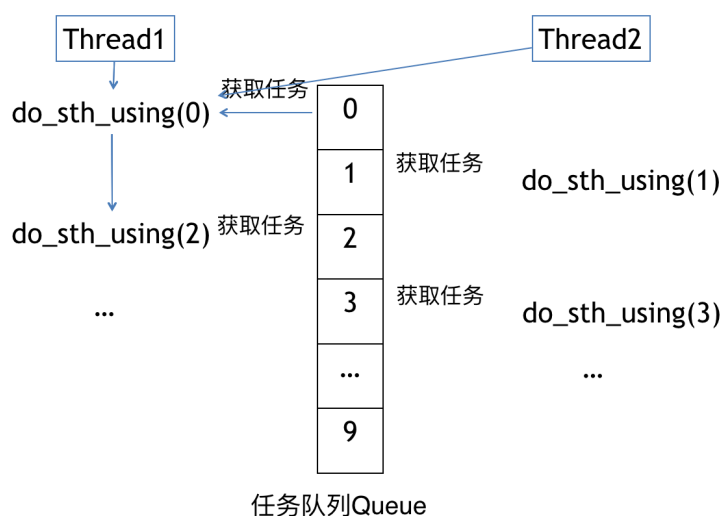 Thread1
Thread2
获取任务
do_sth_using(0)
0
获取任务
1
do_sth_using(1)
do_sth_using(2)
获取任务
2
获取任务
3
do_sth_using(3)
...
...
...
9
任务队列Queue